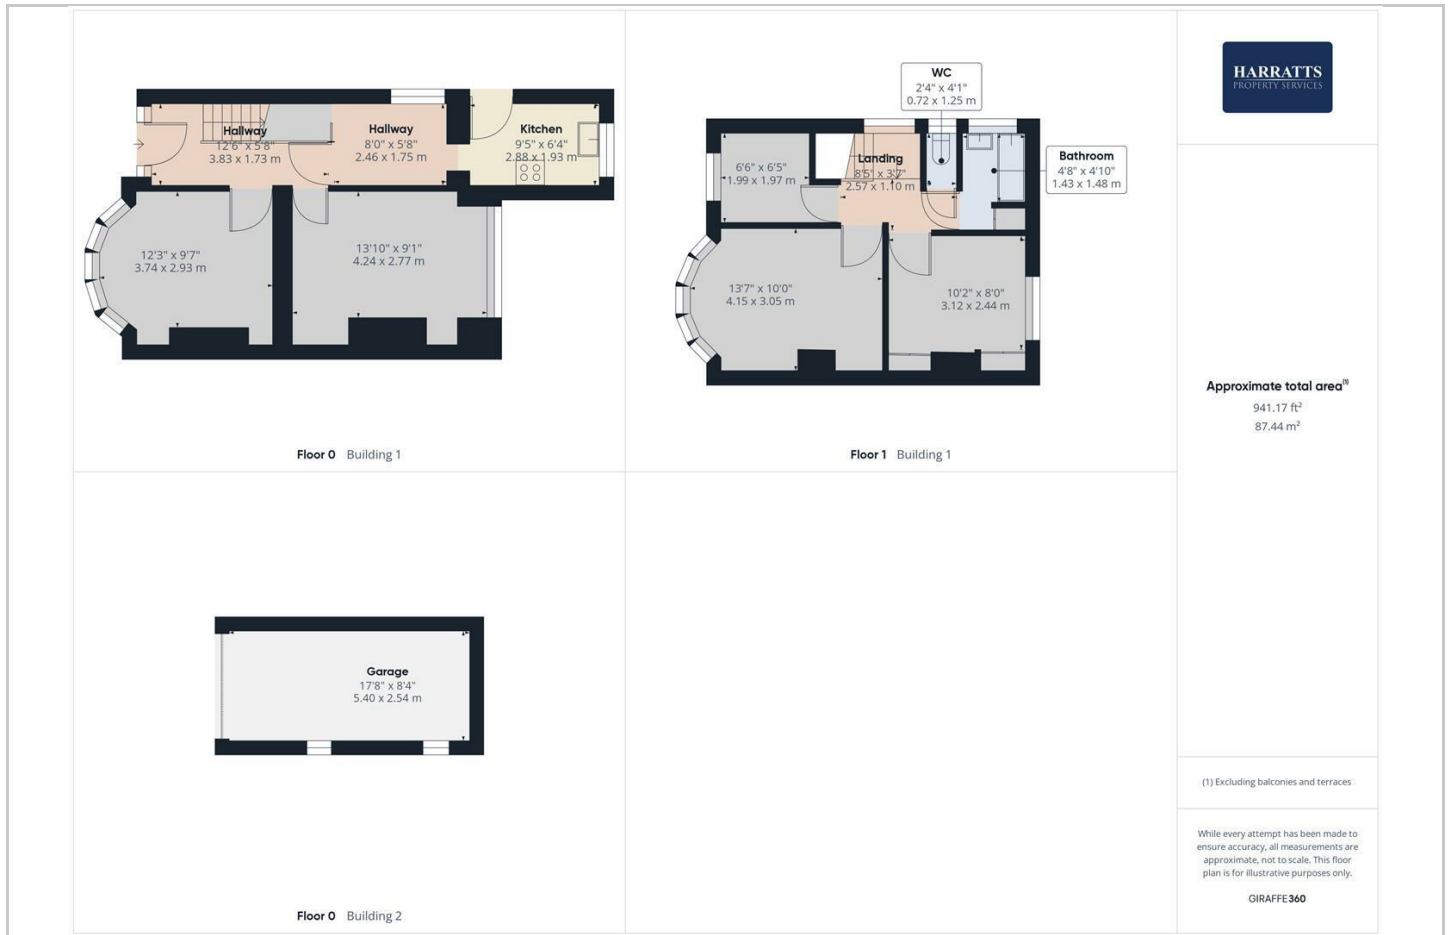 Hallway
12'6" x 5'8"
3.83 x 1.73 m
Hallway
8'0" x 5'8"
2.46 x 1.75 m
Kitchen
9'5" x 6'4"
2.88 x 1.93 m
12'3" x 9'7"
3.74 x 2.93 m
13'10" x 9'1"
4.24 x 2.77 m
Floor 0 Building 1
WC
2'4" x 4'1"
0.72 x 1.25 m
6'6" x 6'5"
1.99 x 1.97 m
Landing
8'5" x 3'7"
2.57 x 1.10 m
Bathroom
4'8" x 4'10"
1.43 x 1.48 m
13'7" x 10'0"
4.15 x 3.05 m
10'2" x 8'0"
3.12 x 2.44 m
Floor 1 Building 1
Garage
17'8" x 8'4"
5.40 x 2.54 m
Floor 0 Building 2
HARRATTS
PROPERTY SERVICES
Approximate total area⁽¹⁾
941.17 ft²
87.44 m²
(1) Excluding balconies and terraces
While every attempt has been made to
ensure accuracy, all measurements are
approximate, not to scale. This floor
plan is for illustrative purposes only.
GIRAFFE360